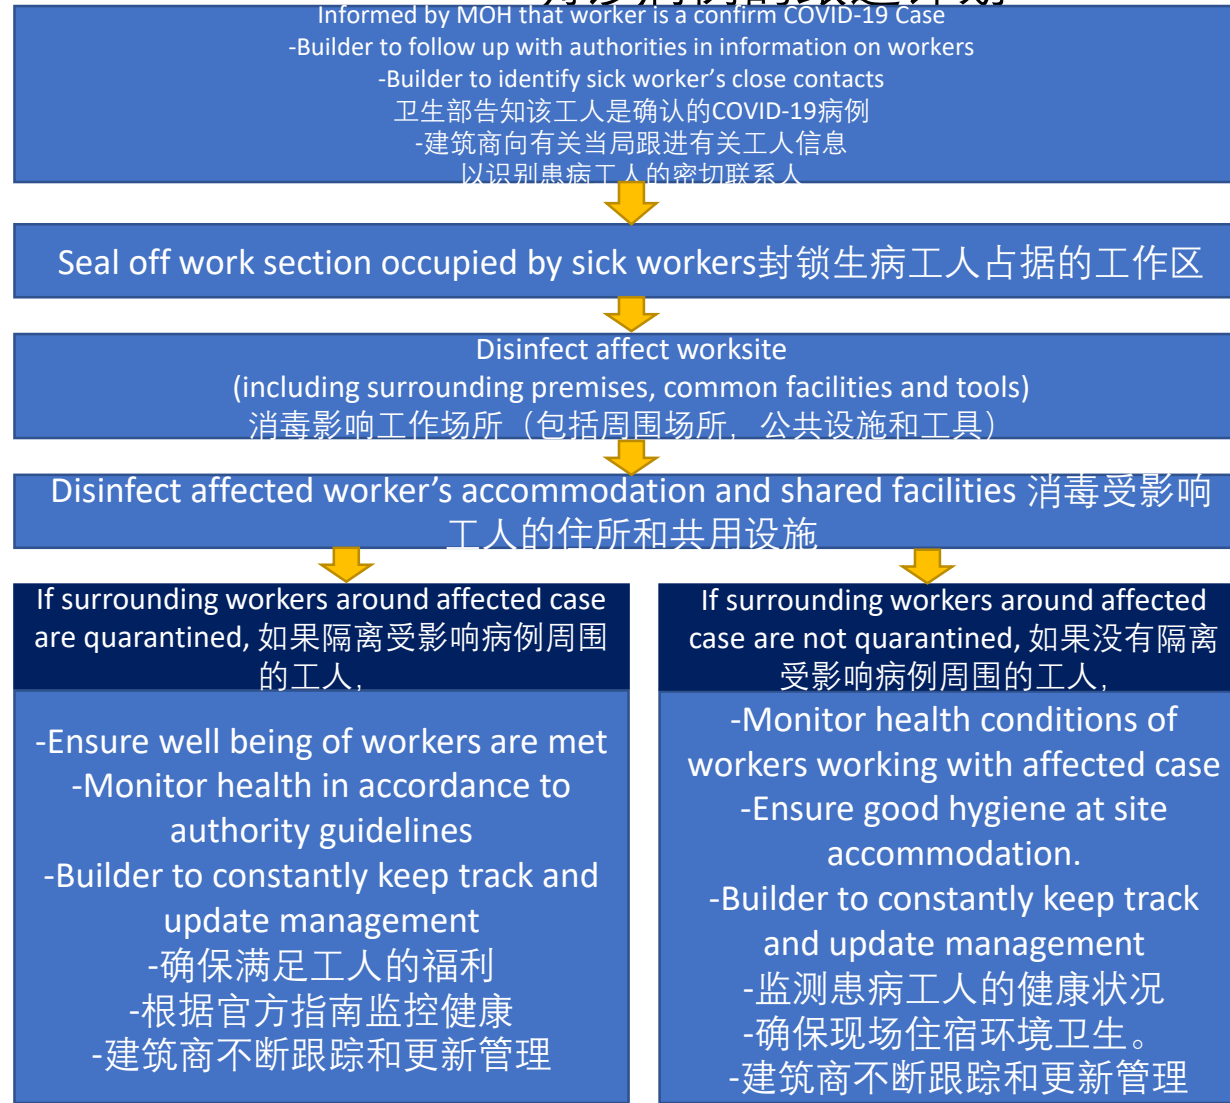 Informed by MOH that worker is a confirm COVID-19 Case
-Builder to follow up with authorities in information on workers
-Builder to identify sick worker’s close contacts
卫生部告知该工人是确认的COVID-19病例
-建筑商向有关当局跟进有关工人信息
以识别患病工人的密切联系人
Seal off work section occupied by sick workers封锁生病工人占据的工作区
Disinfect affect worksite
(including surrounding premises, common facilities and tools)
消毒影响工作场所（包括周围场所，公共设施和工具）
Disinfect affected worker’s accommodation and shared facilities 消毒受影响
工人的住所和共用设施
If surrounding workers around affected case
are quarantined, 如果隔离受影响病例周围
的工人,
-Ensure well being of workers are met
-Monitor health in accordance to
authority guidelines
-Builder to constantly keep track and
update management
-确保满足工人的福利
-根据官方指南监控健康
-建筑商不断跟踪和更新管理
If surrounding workers around affected
case are not quarantined, 如果没有隔离
受影响病例周围的工人,
-Monitor health conditions of
workers working with affected case
-Ensure good hygiene at site
accommodation.
-Builder to constantly keep track
and update management
-监测患病工人的健康状况
-确保现场住宿环境卫生。
-建筑商不断跟踪和更新管理